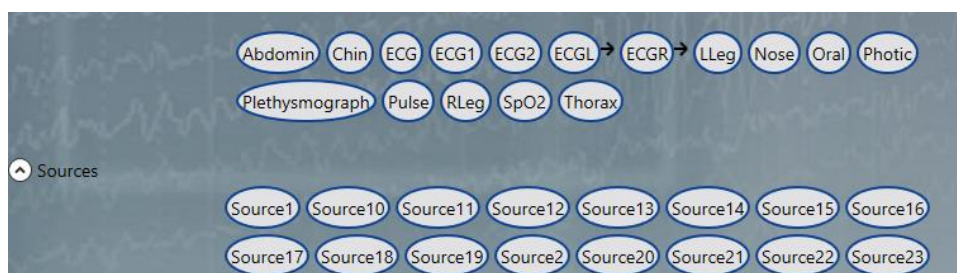 Abdomin Chin ECG ECG1 ECG2 ECGL ECGR LLeg Nose Oral Photic
Plethysmograph Pulse RLeg SpO2 Thorax
Sources
Source1 Source10 Source11 Source12 Source13 Source14 Source15 Source16
Source17 Source18 Source19 Source2 Source20 Source21 Source22 Source23